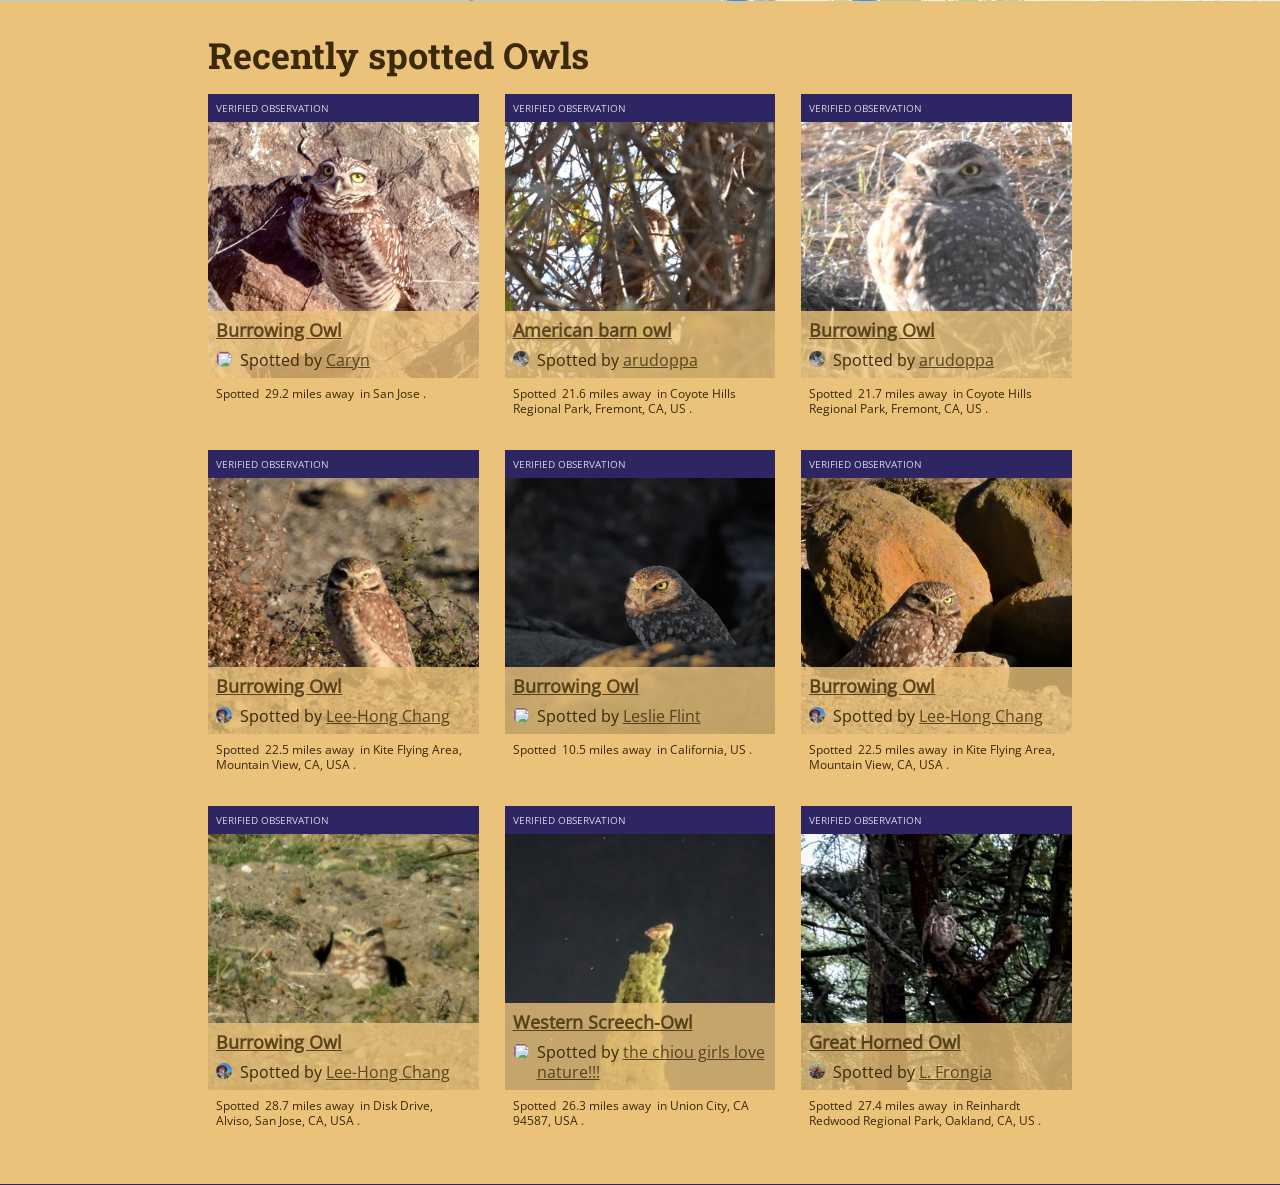 Recently spotted Owls
VERIFIED OBSERVATION
Burrowing Owl
Spotted by Caryn
Spotted 29.2 miles away in San Jose .
VERIFIED OBSERVATION
American barn owl
Spotted by arudoppa
Spotted 21.6 miles away in Coyote Hills
Regional Park, Fremont, CA, US .
VERIFIED OBSERVATION
Burrowing Owl
Spotted by arudoppa
Spotted 21.7 miles away in Coyote Hills
Regional Park, Fremont, CA, US .
VERIFIED OBSERVATION
Burrowing Owl
Spotted by Lee-Hong Chang
Spotted 22.5 miles away in Kite Flying Area,
Mountain View, CA, USA .
VERIFIED OBSERVATION
Burrowing Owl
Spotted by Leslie Flint
Spotted 10.5 miles away in California, US .
VERIFIED OBSERVATION
Burrowing Owl
Spotted by Lee-Hong Chang
Spotted 22.5 miles away in Kite Flying Area,
Mountain View, CA, USA .
VERIFIED OBSERVATION
Burrowing Owl
Spotted by Lee-Hong Chang
Spotted 28.7 miles away in Disk Drive,
Alviso, San Jose, CA, USA .
VERIFIED OBSERVATION
Western Screech-Owl
Spotted by the chiou girls love
nature!!!
Spotted 26.3 miles away in Union City, CA
94587, USA .
VERIFIED OBSERVATION
Great Horned Owl
Spotted by L. Frongia
Spotted 27.4 miles away in Reinhardt
Redwood Regional Park, Oakland, CA, US .